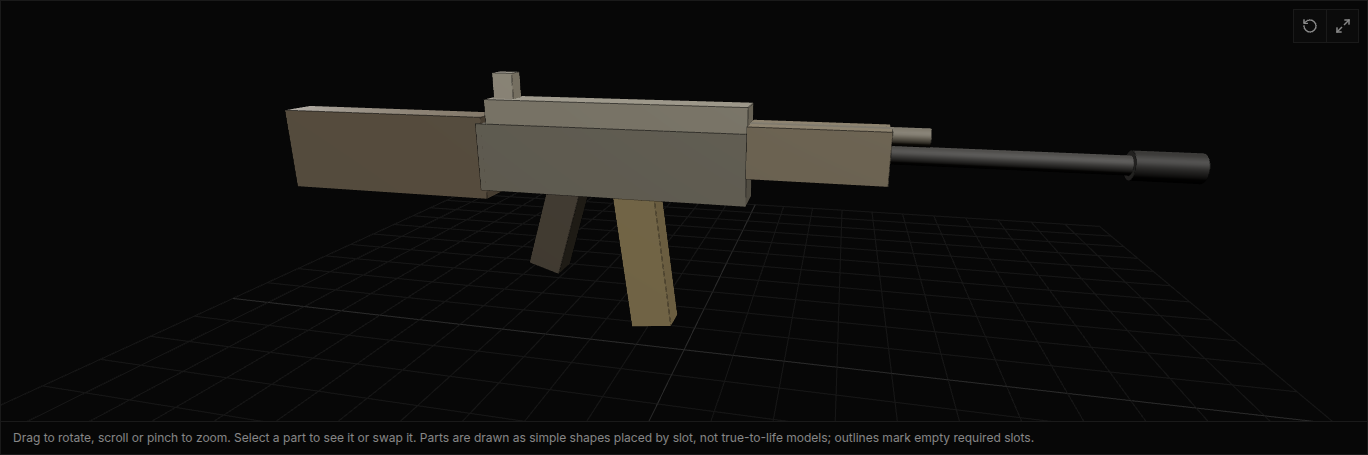 Drag to rotate, scroll or pinch to zoom. Select a part to see it or swap it. Parts are drawn as simple shapes placed by slot, not true-to-life models; outlines mark empty required slots.